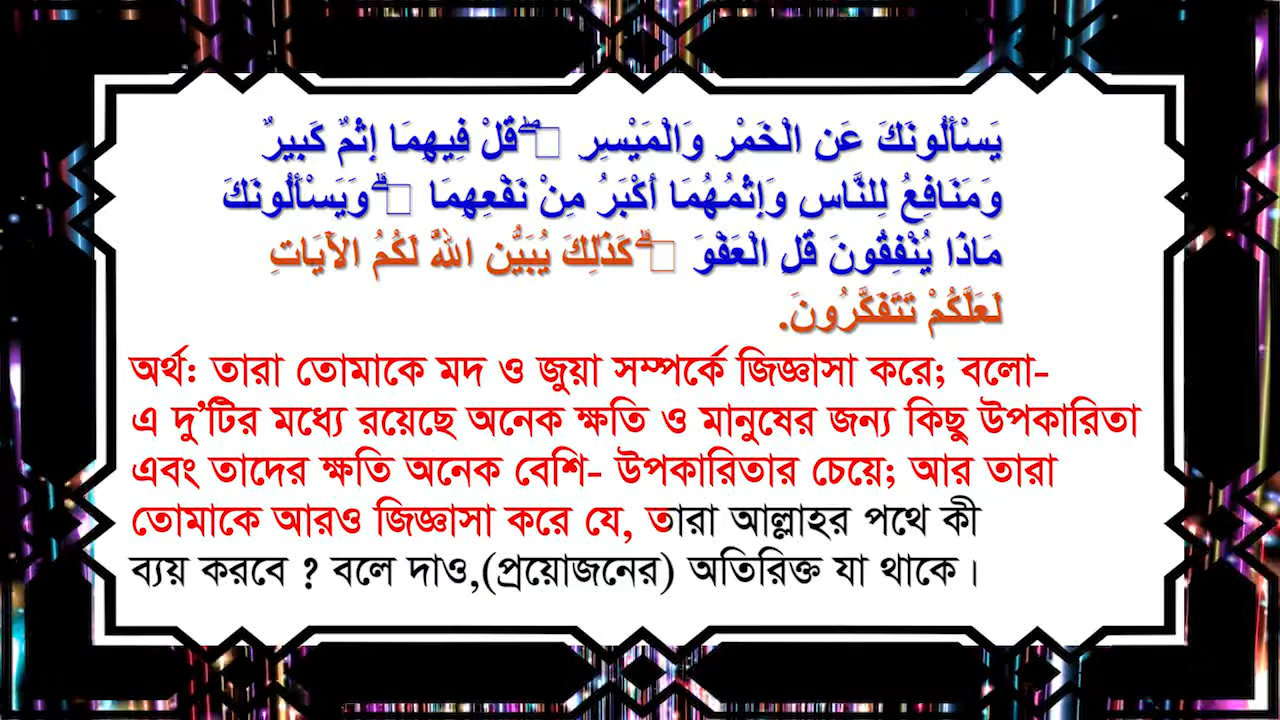 يَسْأَلُونَكَ عَنِ الْخَمْرِ وَالْمَيْسِرِ ۖ قُلْ فِيهِمَا إِثْمٌ كَبِيرٌ
وَمَنَافِعُ لِلنَّاسِ وَإِثْمُهُمَا أَكْبَرُ مِنْ نَفْعِهِمَا ۗ وَيَسْأَلُونَكَ
مَاذَا يُنْفِقُونَ قُلِ الْعَفْوَ ۗ كَذَلِكَ يُبَيَّن اللَّهُ لَكُمُ الآيَاتِ
لَعَلَّكُمْ تَتَفَكَّرُونَ.
অর্থ: তারা তোমাকে মদ ও জুয়া সম্পর্কে জিজ্ঞাসা করে; বলো-
এ দু’টির মধ্যে রয়েছে অনেক ক্ষতি ও মানুষের জন্য কিছু উপকারিতা
এবং তাদের ক্ষতি অনেক বেশি- উপকারিতার চেয়ে; আর তারা
তোমাকে আরও জিজ্ঞাসা করে যে, তারা আল্লাহর পথে কী
ব্যয় করবে ? বলে দাও,(প্রয়োজনের) অতিরিক্ত যা থাকে।